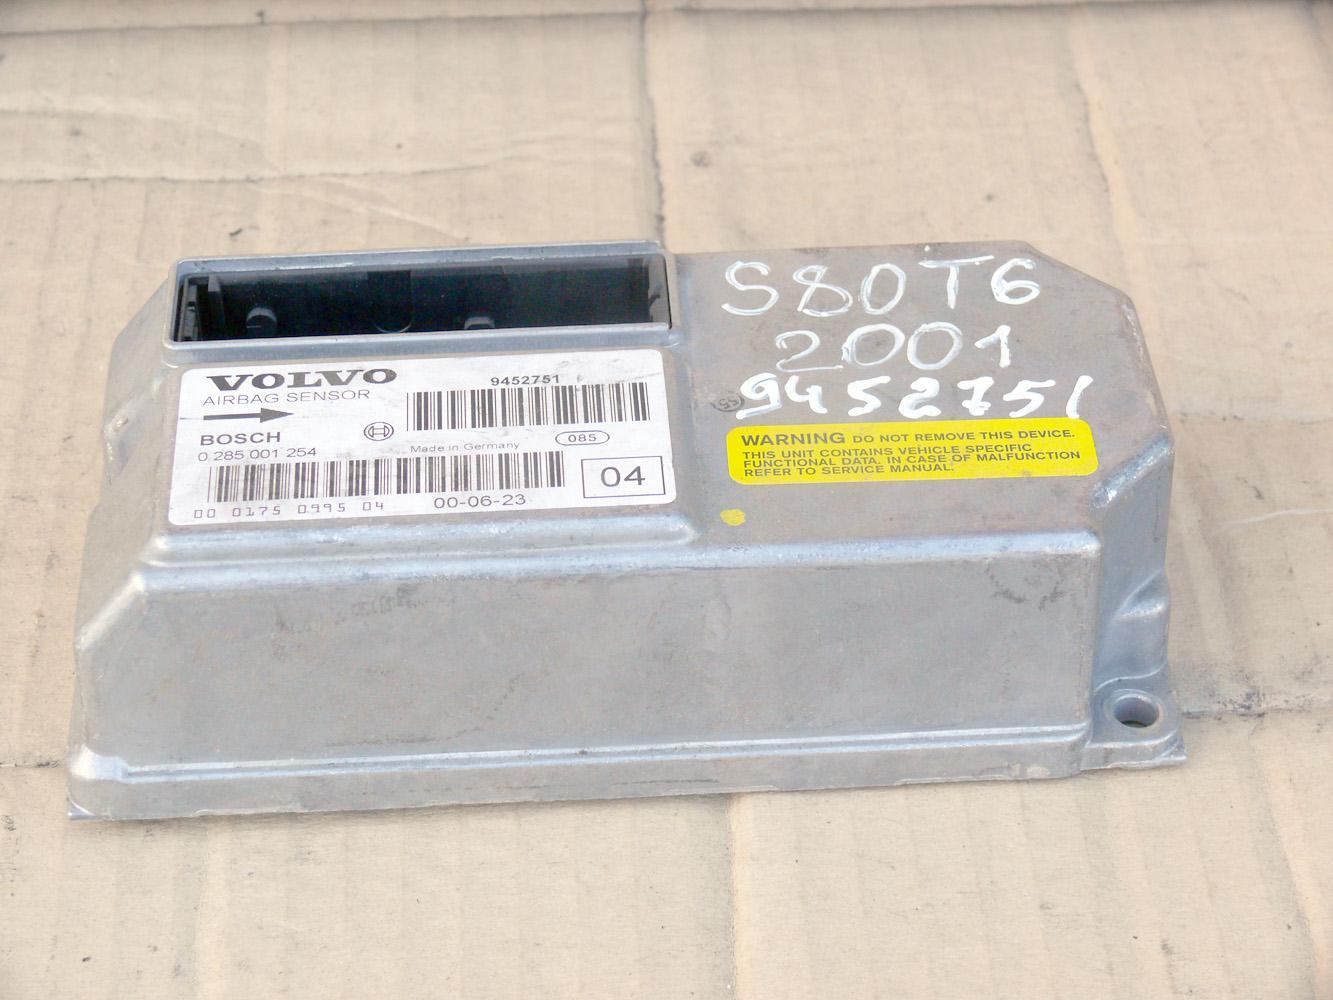 S80 T6
2001
9452751
VOLVO
9452751
AIRBAG SENSOR
BOSCH
Made in Germany
085
0 285 001 254
04
00 0175 0995 04
00-06-23
WARNING DO NOT REMOVE THIS DEVICE.
THIS UNIT CONTAINS VEHICLE SPECIFIC
FUNCTIONAL DATA. IN CASE OF MALFUNCTION
REFER TO SERVICE MANUAL.